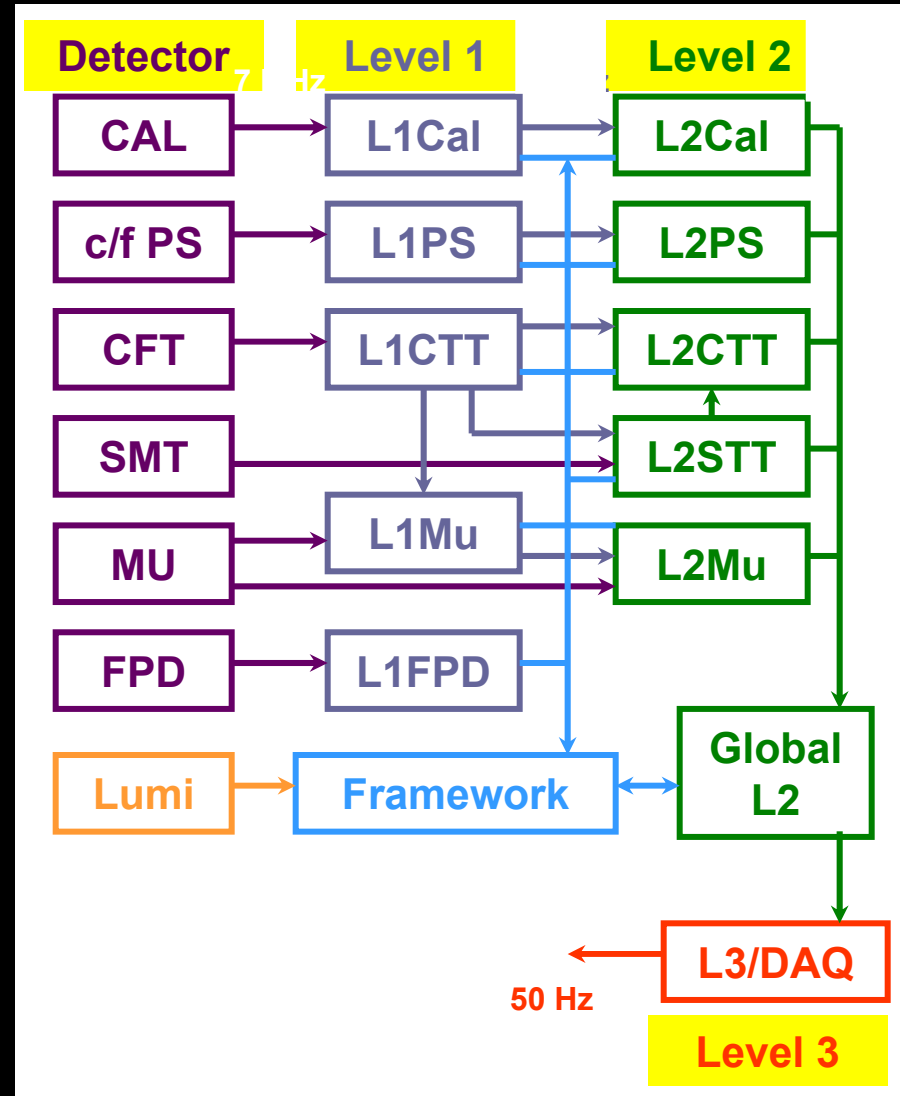 Detector Level 1 Level 2
CAL L1Cal L2Cal
c/f PS L1PS L2PS
CFT L1CTT L2CTT
SMT L2STT
L1Mu
MU L2Mu
FPD L1FPD
Global
L2
Lumi Framework
L3/DAQ
50 Hz
Level 3